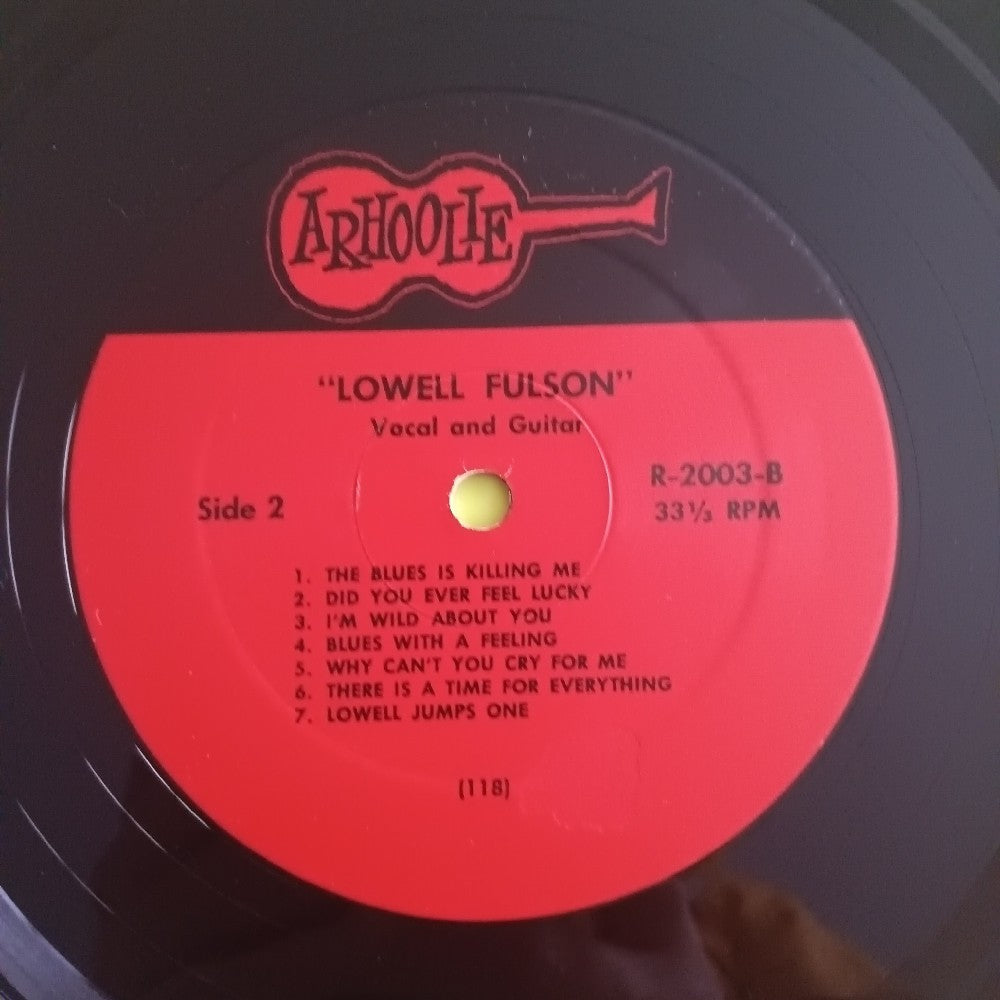 ARHOOLIE
"LOWELL FULSON"
Vocal and Guitar
Side 2
R-2003-B
33⅓ RPM
1. THE BLUES IS KILLING ME
2. DID YOU EVER FEEL LUCKY
3. I'M WILD ABOUT YOU
4. BLUES WITH A FEELING
5. WHY CAN'T YOU CRY FOR ME
6. THERE IS A TIME FOR EVERYTHING
7. LOWELL JUMPS ONE
(118)